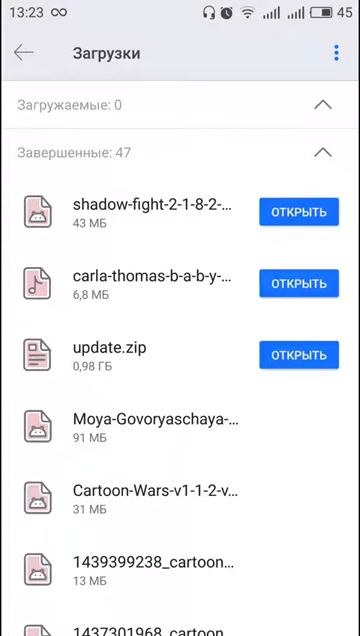 13:23 45
Загрузки
Загружаемые: 0
Завершенные: 47
shadow-fight-2-1-8-2-...
43 МБ
ОТКРЫТЬ
carla-thomas-b-a-b-y-...
6,8 МБ
ОТКРЫТЬ
update.zip
0,98 ГБ
ОТКРЫТЬ
Moya-Govoryaschaya-...
91 МБ
Cartoon-Wars-v1-1-2-v...
31 МБ
1439399238_cartoon...
13 МБ
1437301968_cartoon